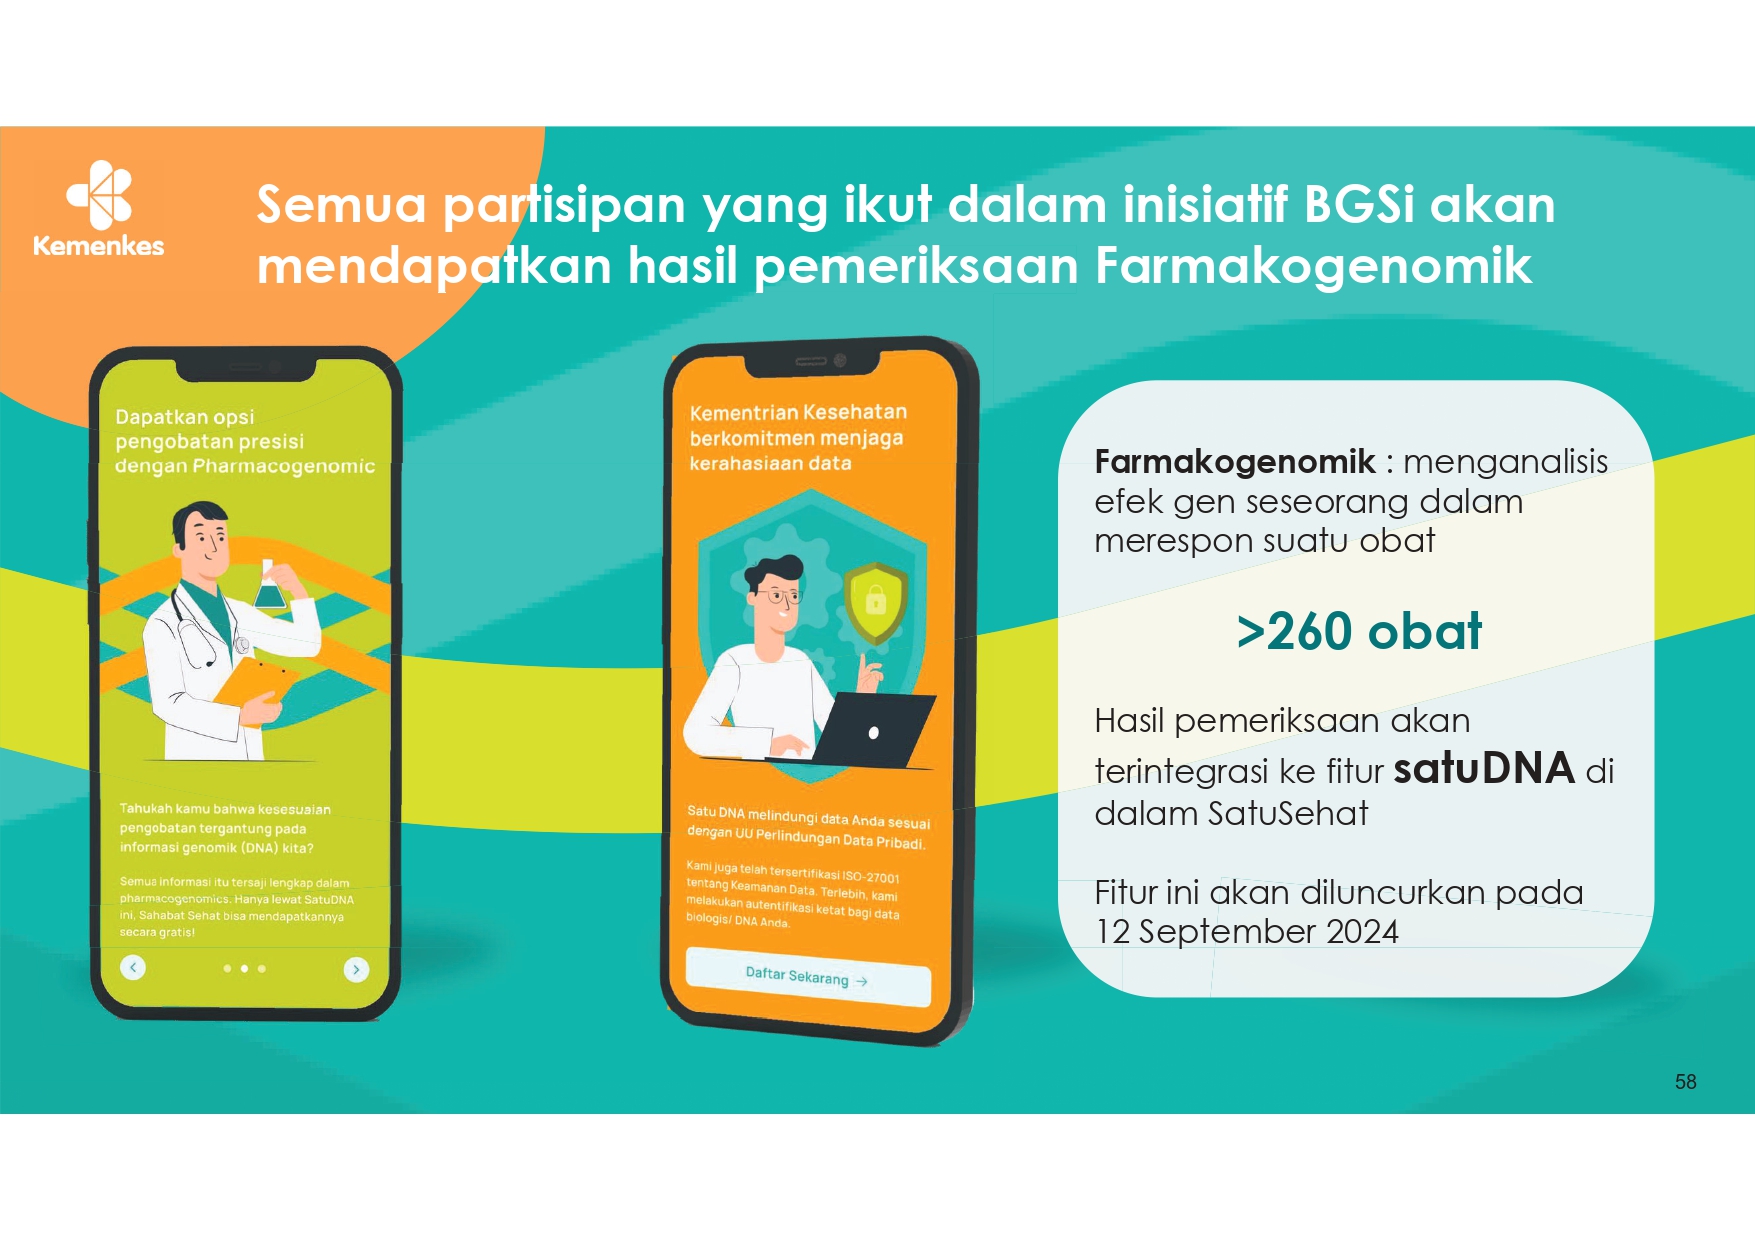 Kemenkes
Semua partisipan yang ikut dalam inisiatif BGSi akan
mendapatkan hasil pemeriksaan Farmakogenomik
Dapatkan opsi
pengobatan presisi
dengan Pharmacogenomic
Tahukah kamu bahwa kesesuaian
pengobatan tergantung pada
informasi genomik (DNA) kita?
Semua informasi itu tersaji lengkap dalam
pharmacogenomics. Hanya lewat SatuDNA
ini, Sahabat Sehat bisa mendapatkannya
secara gratis!
Kementrian Kesehatan
berkomitmen menjaga
kerahasiaan data
Satu DNA melindungi data Anda sesuai
dengan UU Perlindungan Data Pribadi.
Kami juga telah tersertifikasi ISO-27001
tentang Keamanan Data. Terlebih, kami
melakukan autentifikasi ketat bagi data
biologis/ DNA Anda.
Daftar Sekarang →
Farmakogenomik : menganalisis
efek gen seseorang dalam
merespon suatu obat
>260 obat
Hasil pemeriksaan akan
terintegrasi ke fitur satuDNA di
dalam SatuSehat
Fitur ini akan diluncurkan pada
12 September 2024
58